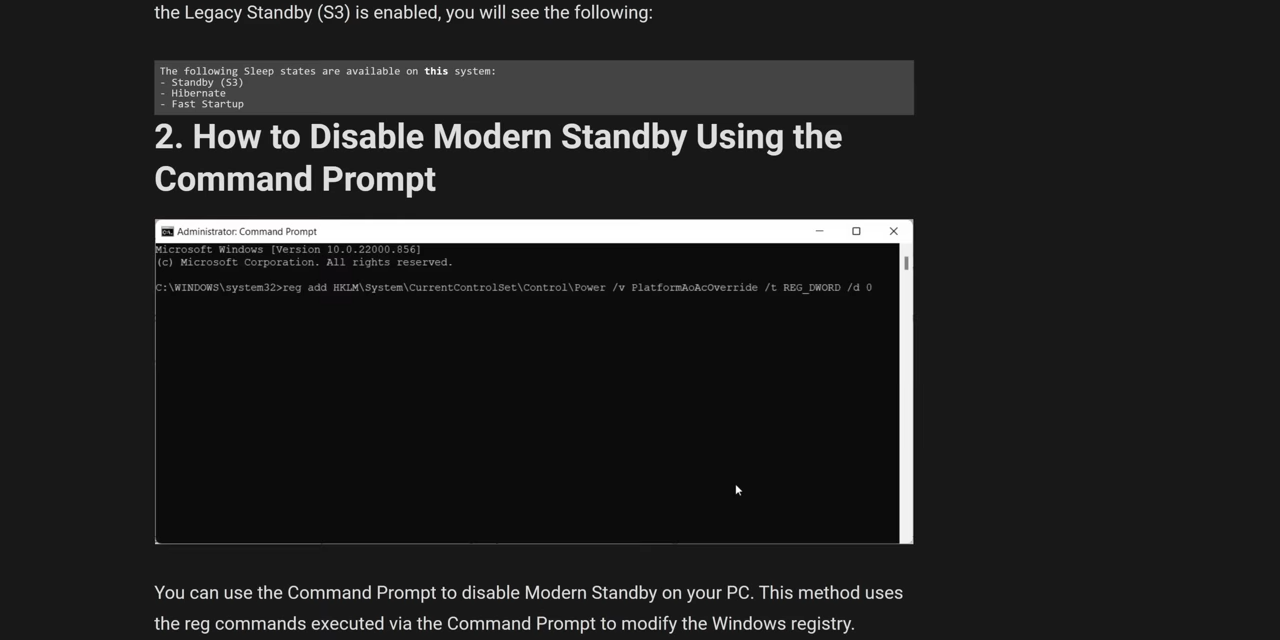 the Legacy Standby (S3) is enabled, you will see the following:
The following Sleep states are available on this system:
- Standby (S3)
- Hibernate
- Fast Startup
2. How to Disable Modern Standby Using the
Command Prompt
Administrator: Command Prompt
Microsoft Windows [Version 10.0.22000.856]
(c) Microsoft Corporation. All rights reserved.
C:\WINDOWS\system32>reg add HKLM\System\CurrentControlSet\Control\Power /v PlatformAoAcOverride /t REG_DWORD /d 0
You can use the Command Prompt to disable Modern Standby on your PC. This method uses
the reg commands executed via the Command Prompt to modify the Windows registry.